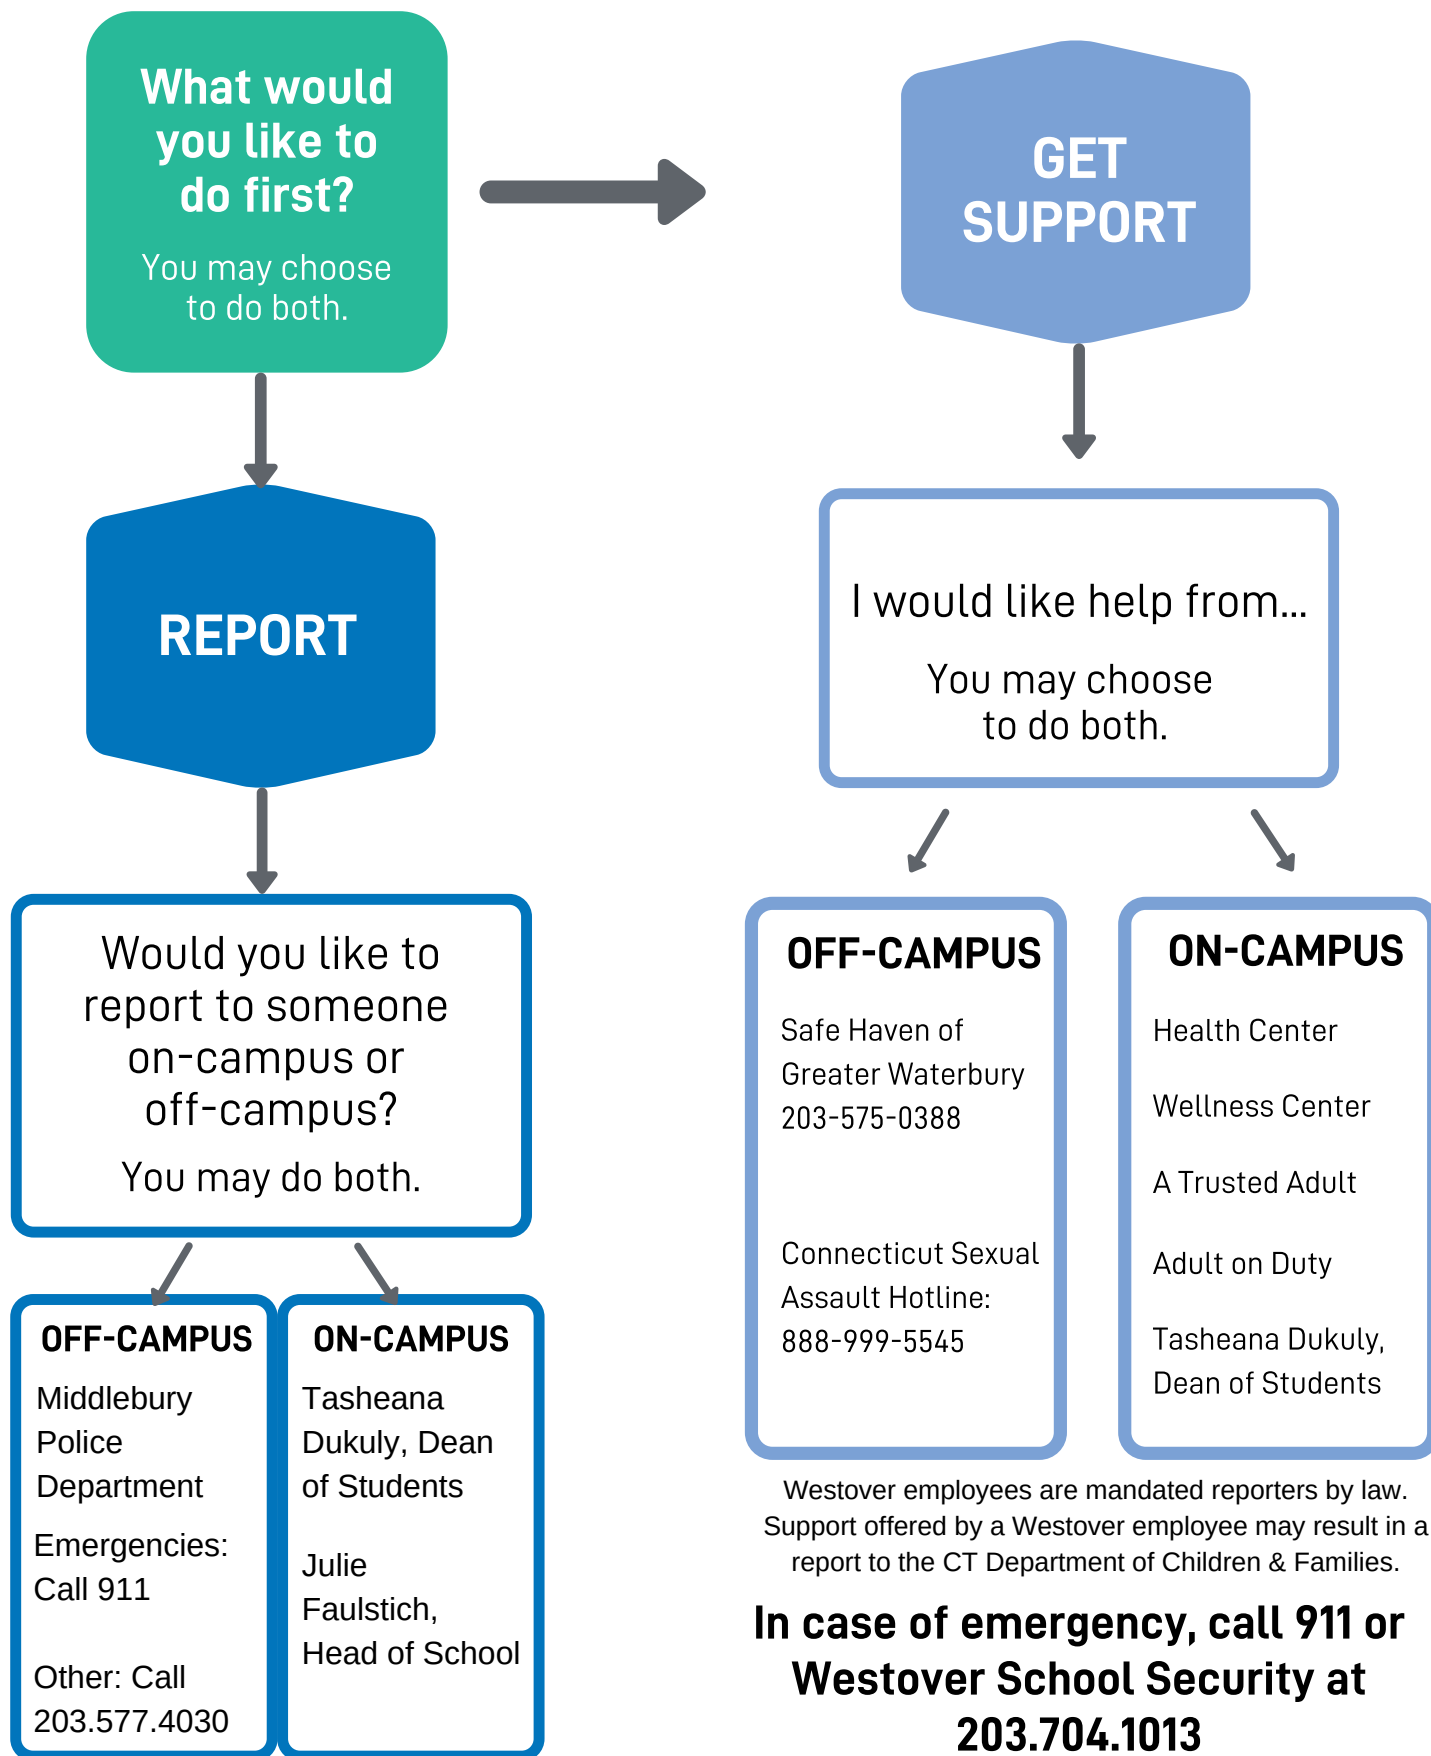 What would
you like to
do first?
You may choose
to do both.
GET
SUPPORT
REPORT
I would like help from...
You may choose
to do both.
Would you like to
report to someone
on-campus or
off-campus?
You may do both.
OFF-CAMPUS
Middlebury
Police
Department
Emergencies:
Call 911
Other: Call
203.577.4030
ON-CAMPUS
Tasheana
Dukuly, Dean
of Students
Julie
Faulstich,
Head of School
OFF-CAMPUS
Safe Haven of
Greater Waterbury
203-575-0388
Connecticut Sexual
Assault Hotline:
888-999-5545
ON-CAMPUS
Health Center
Wellness Center
A Trusted Adult
Adult on Duty
Tasheana Dukuly,
Dean of Students
Westover employees are mandated reporters by law.
Support offered by a Westover employee may result in a
report to the CT Department of Children & Families.
In case of emergency, call 911 or
Westover School Security at
203.704.1013